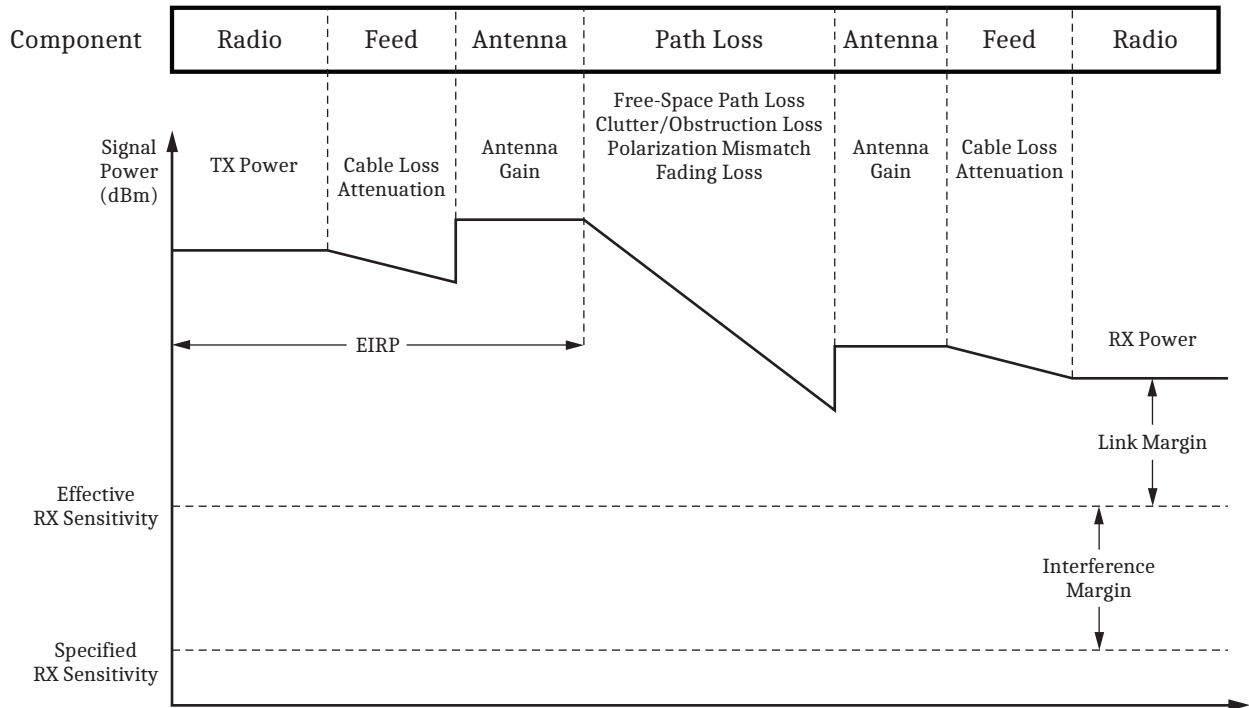 Component
Radio
Feed
Antenna
Path Loss
Antenna
Feed
Radio
Signal
Power
(dBm)
TX Power
Cable Loss
Attenuation
Antenna
Gain
Free-Space Path Loss
Clutter/Obstruction Loss
Polarization Mismatch
Fading Loss
Antenna
Gain
Cable Loss
Attenuation
EIRP
RX Power
Link Margin
Effective
RX Sensitivity
Interference
Margin
Specified
RX Sensitivity